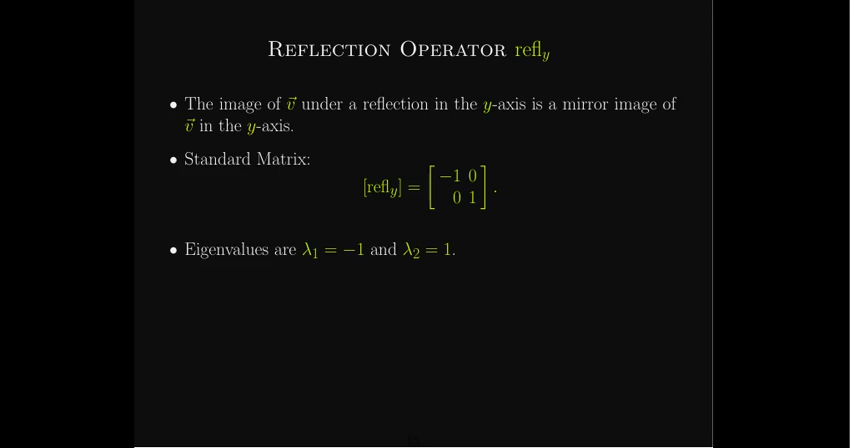 REFLECTION OPERATOR refl_y
• The image of v⃗ under a reflection in the y-axis is a mirror image of
v⃗ in the y-axis.
• Standard Matrix:
[refl_y] = [ −1 0
0 1 ] .
• Eigenvalues are λ₁ = −1 and λ₂ = 1.